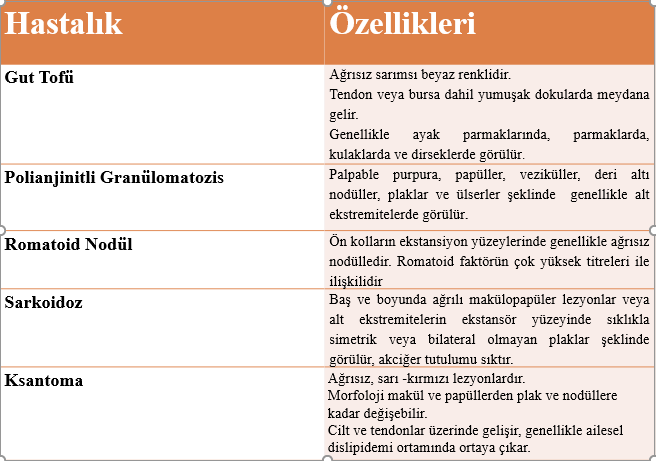 Hastalık
Özellikleri
Gut Tofü
Ağrısız sarımsı beyaz renklidir.
Tendon veya bursa dahil yumuşak dokularda meydana
gelir.
Genellikle ayak parmaklarında, parmaklarda,
kulaklarda ve dirseklerde görülür.
Polianjinitli Granülomatozis
Palpable purpura, papüller, veziküller, deri altı
nodüller, plaklar ve ülserler şeklinde genellikle alt
ekstremitelerde görülür.
Romatoid Nodül
Ön kolların ekstansiyon yüzeylerinde genellikle ağrısız
nodülledir. Romatoid faktörün çok yüksek titreleri ile
ilişkilidir
Sarkoidoz
Baş ve boyunda ağrılı makülopapüler lezyonlar veya
alt ekstremitelerin ekstansör yüzeyinde sıklıkla
simetrik veya bilateral olmayan plaklar şeklinde
görülür, akciğer tutulumu sıktır.
Ksantoma
Ağrısız, sarı -kırmızı lezyonlardır.
Morfoloji makül ve papüllerden plak ve nodüllere
kadar değişebilir.
Cilt ve tendonlar üzerinde gelişir, genellikle ailesel
dislipidemi ortamında ortaya çıkar.